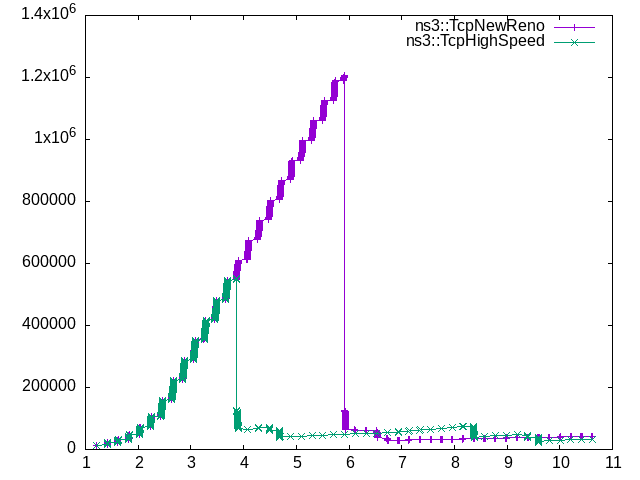 1.4x10^6
1.2x10^6
1x10^6
800000
600000
400000
200000
0
ns3::TcpNewReno
ns3::TcpHighSpeed
1 2 3 4 5 6 7 8 9 10 11